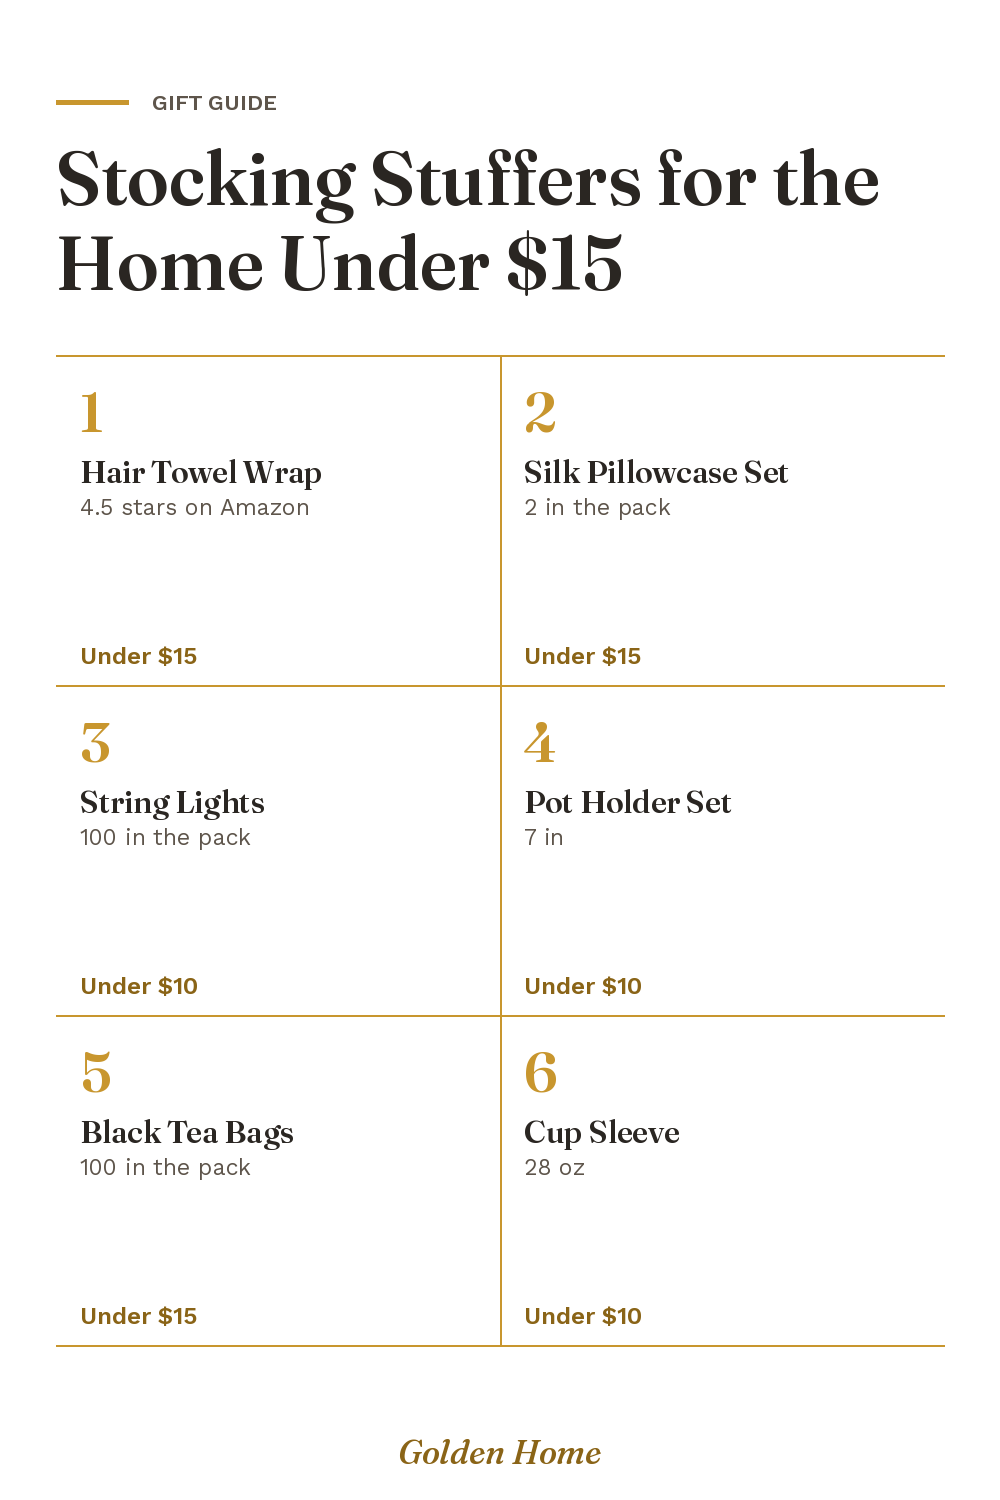 GIFT GUIDE
Stocking Stuffers for the
Home Under $15
1
Hair Towel Wrap
4.5 stars on Amazon
Under $15
2
Silk Pillowcase Set
2 in the pack
Under $15
3
String Lights
100 in the pack
Under $10
4
Pot Holder Set
7 in
Under $10
5
Black Tea Bags
100 in the pack
Under $15
6
Cup Sleeve
28 oz
Under $10
Golden Home